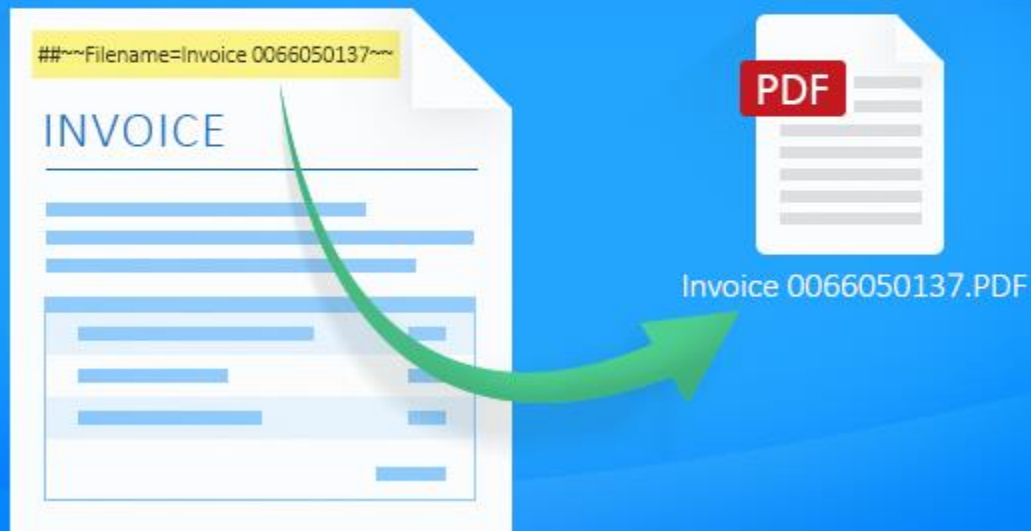 ##~~Filename=Invoice 0066050137~~
INVOICE
PDF
Invoice 0066050137.PDF